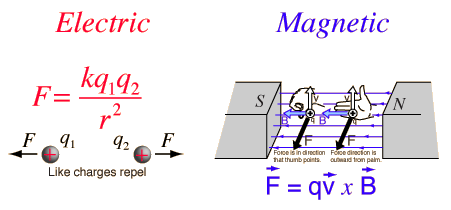 Electric
Magnetic
F = kq₁q₂ / r²
F q₁ q₂ F
Like charges repel
S N
v v
B B
F F
Force is in direction
that thumb points.
Force direction is
outward from palm.
F = qv x B